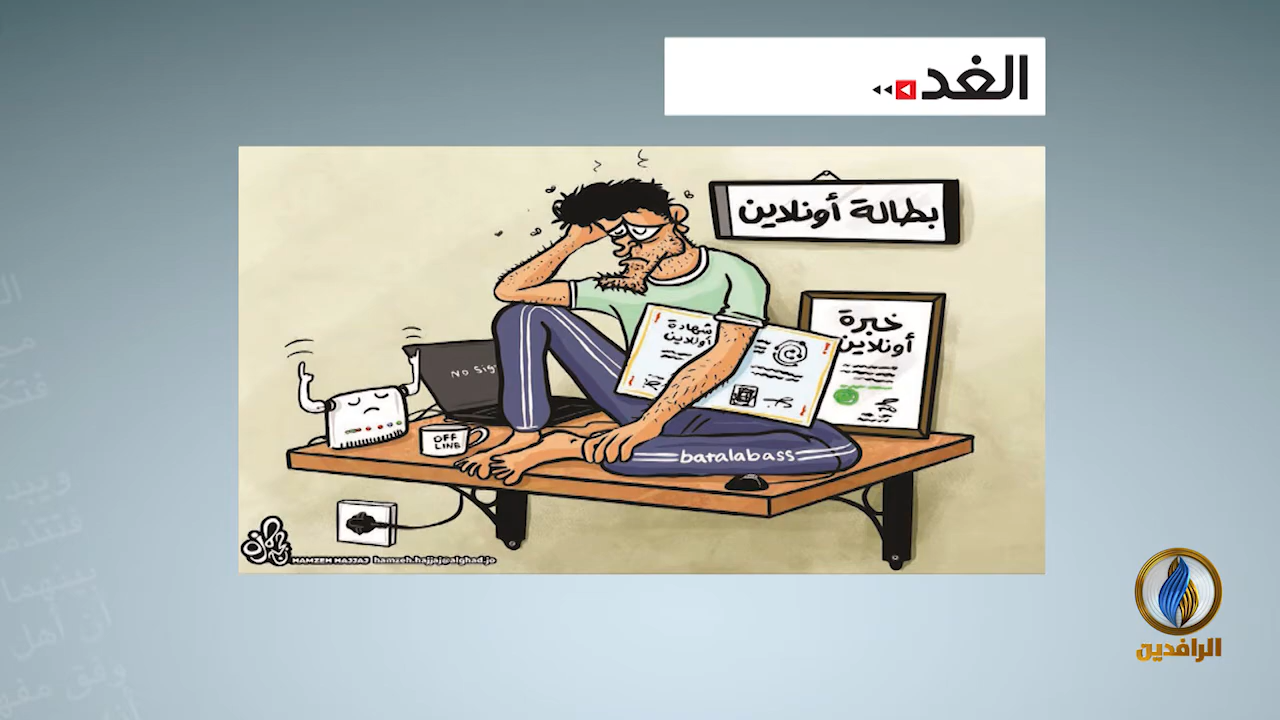 الغد
بطالة أونلاين
خبرة
أونلاين
شهادة
أونلاين
No Sig
OFF
LINE
batalabass
HAMZEH HAJJAJ hamzeh.hajjaj@alghad.jo
الرافدين